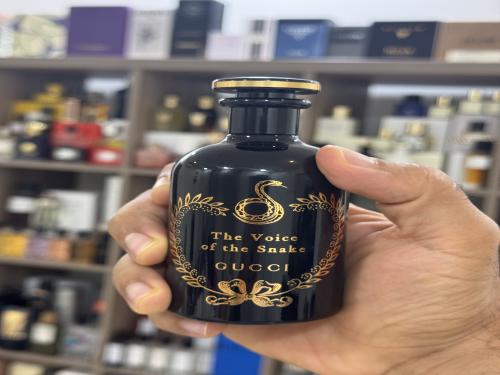 The Voice
of the Snake
GUCCI